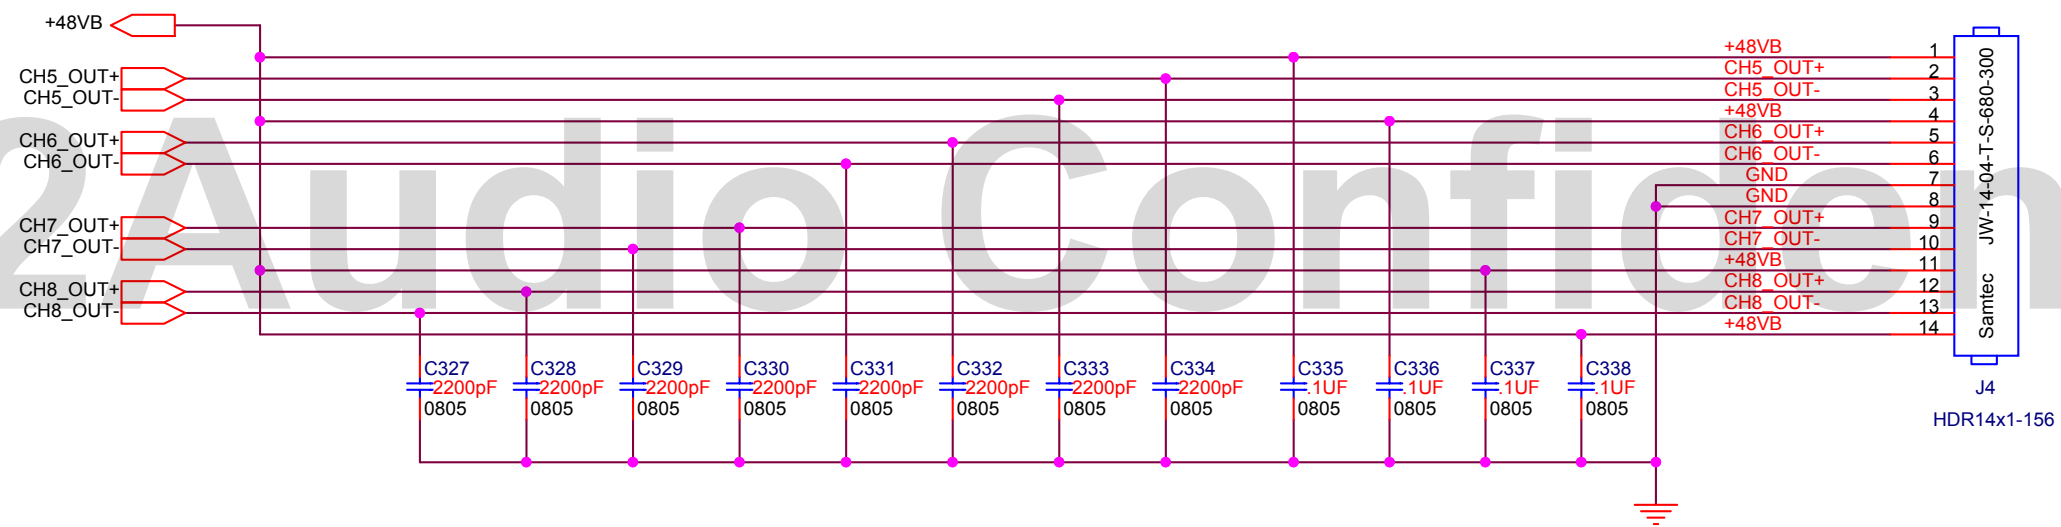 +48VB
CH5_OUT+
CH5_OUT-
CH6_OUT+
CH6_OUT-
CH7_OUT+
CH7_OUT-
CH8_OUT+
CH8_OUT-
+48VB 1
CH5_OUT+ 2
CH5_OUT- 3
+48VB 4
CH6_OUT+ 5
CH6_OUT- 6
GND 7
GND 8
CH7_OUT+ 9
CH7_OUT- 10
+48VB 11
CH8_OUT+ 12
CH8_OUT- 13
+48VB 14
Samtec JW-14-04-T-S-680-300
J4
HDR14x1-156
C327
2200pF
0805
C328
2200pF
0805
C329
2200pF
0805
C330
2200pF
0805
C331
2200pF
0805
C332
2200pF
0805
C333
2200pF
0805
C334
2200pF
0805
C335
.1UF
0805
C336
.1UF
0805
C337
.1UF
0805
C338
.1UF
0805
2Audio Confiden